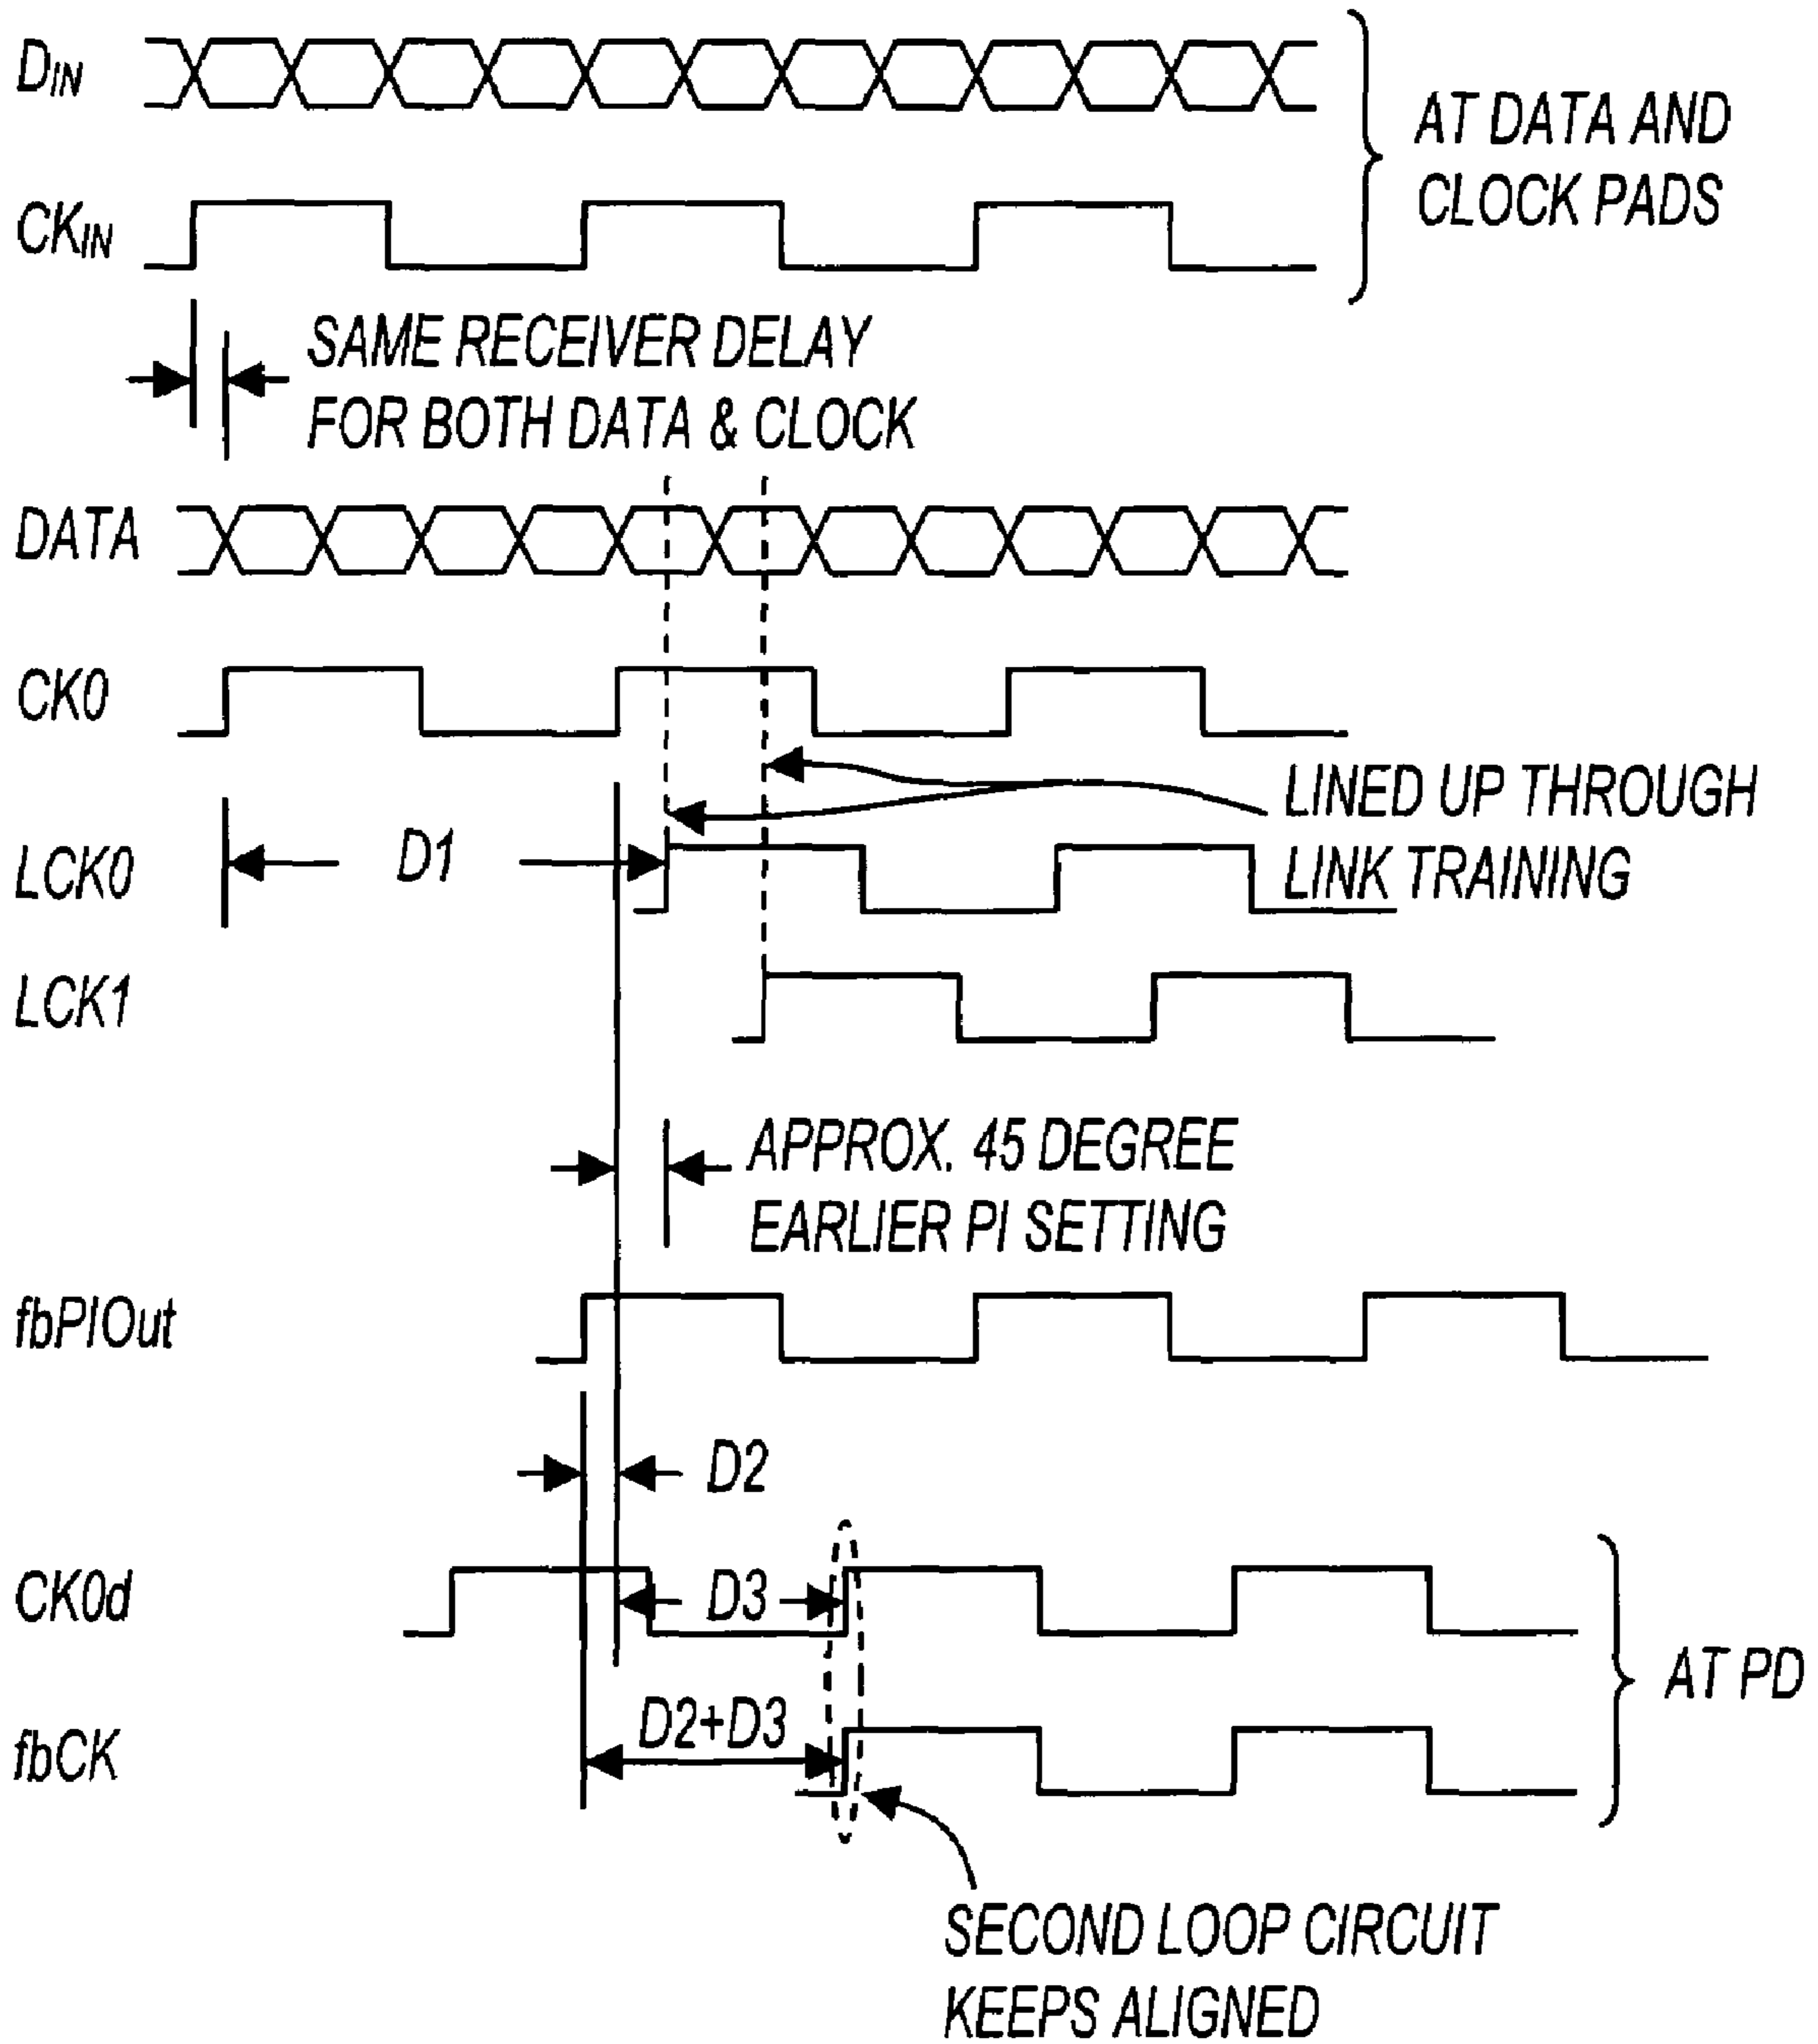 DIN
AT DATA AND
CLOCK PADS
CKIN
SAME RECEIVER DELAY
FOR BOTH DATA & CLOCK
DATA
CK0
LINED UP THROUGH
LINK TRAINING
LCK0
D1
LCK1
APPROX. 45 DEGREE
EARLIER PI SETTING
fbPIOut
D2
CK0d
D3
AT PD
D2+D3
fbCK
SECOND LOOP CIRCUIT
KEEPS ALIGNED